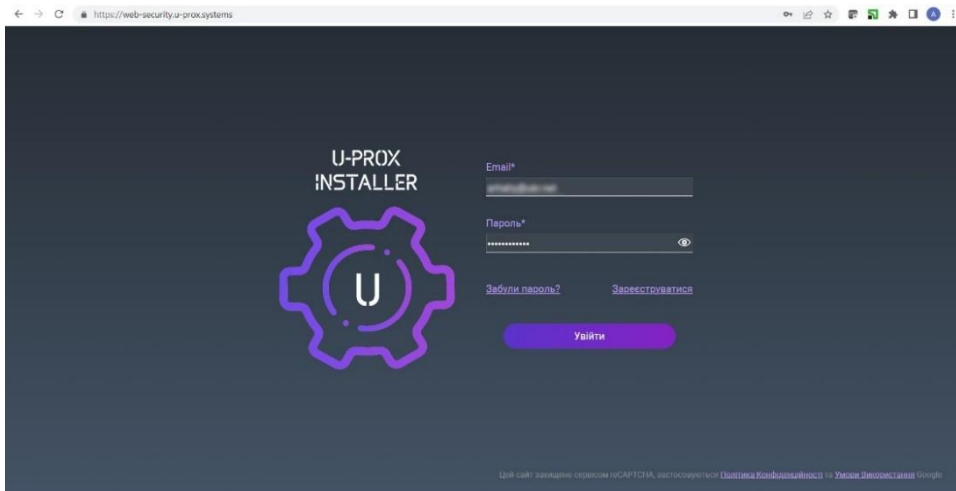 https://web-security.u-prox.systems
A
U-PROX
INSTALLER
U
Email*
Пароль*
Забули пароль? Зареєструватися
Увійти
Цей сайт захищено сервісом reCAPTCHA, застосовуються Політика Конфіденційності та Умови Використання Google